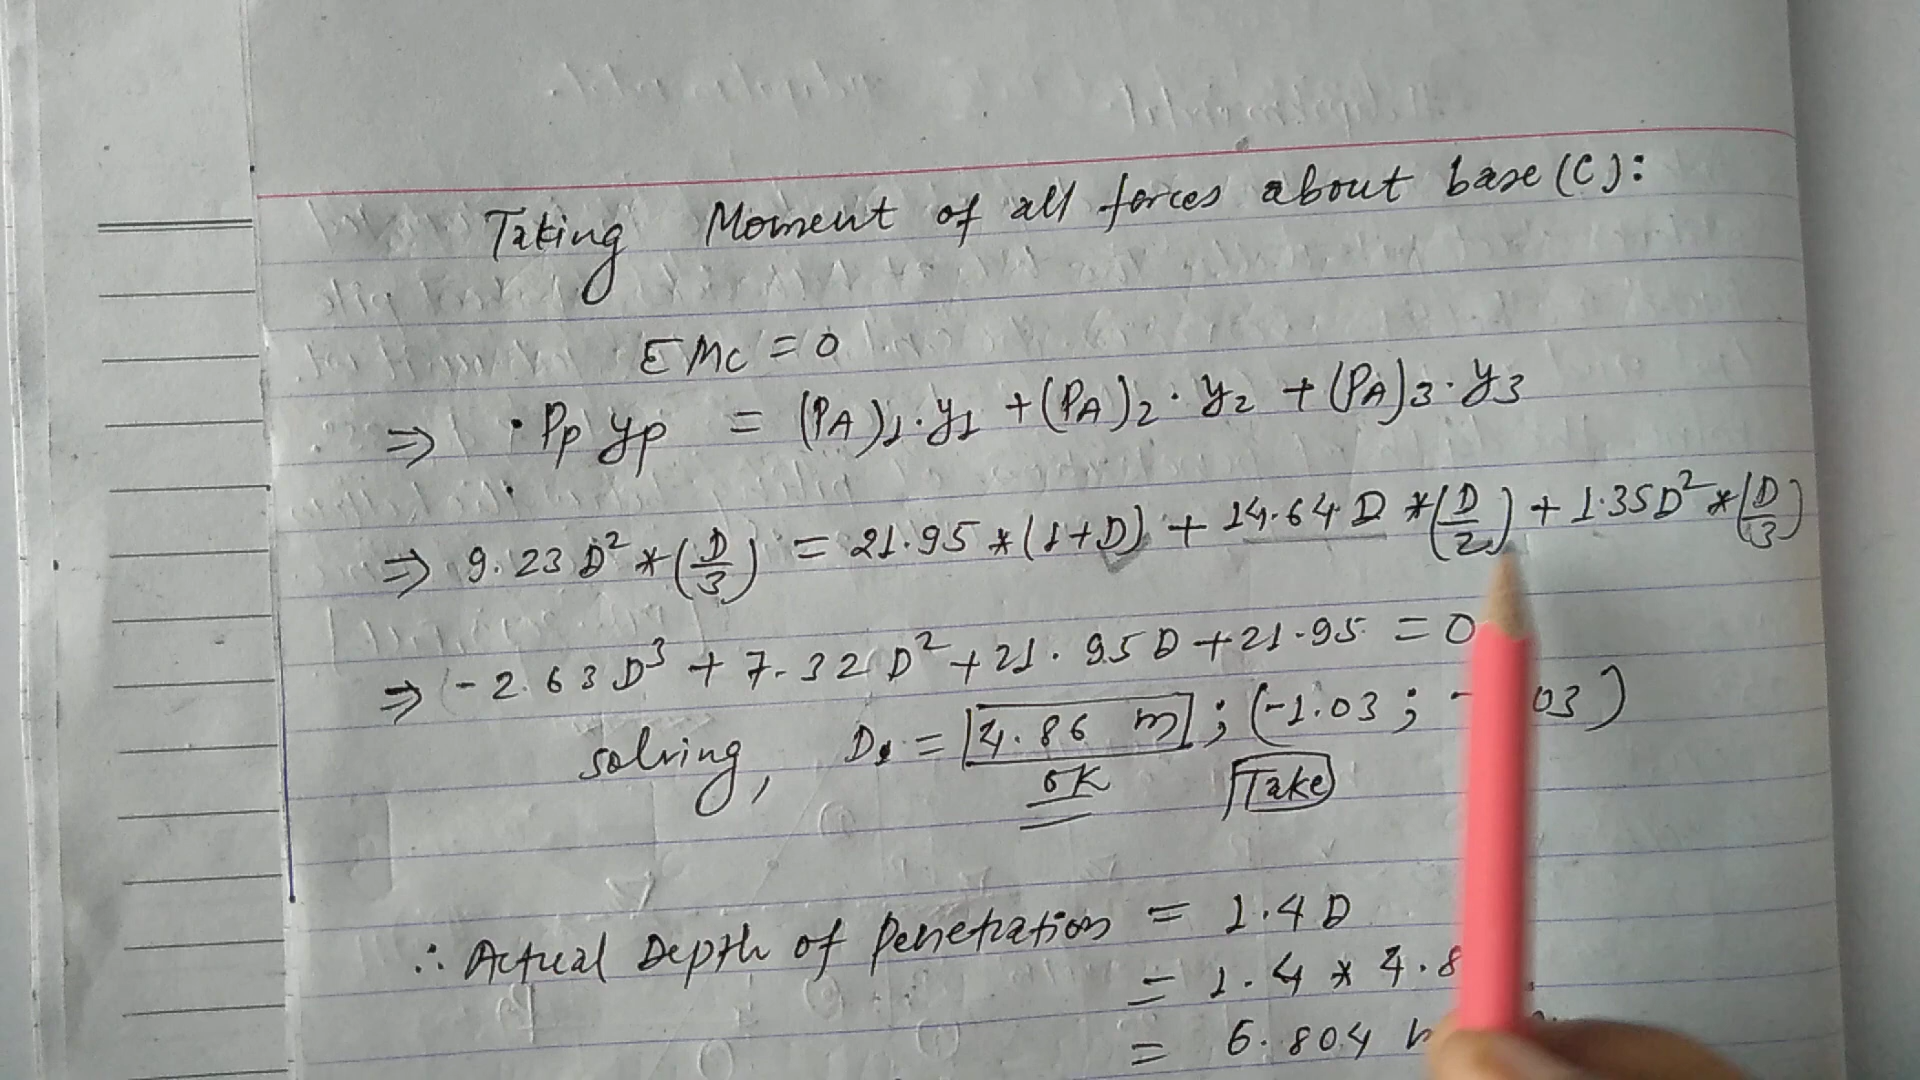 Taking Moment of all forces about base (C):
ΣMc = 0
⇒ Pp yp = (PA)1·y1 + (PA)2·y2 + (PA)3·y3
⇒ 9.23 D² * (D/3) = 21.95 * (1+D) + 14.64 D * (D/2) + 1.35D² * (D/3)
⇒ -2.63 D³ + 7.32 D² + 21.95 D + 21.95 = 0
solving, D = 4.86 m ; (-1.03 ; - 03)
OK Take
∴ Actual Depth of Penetration = 1.4 D
= 1.4 * 4.8
= 6.804